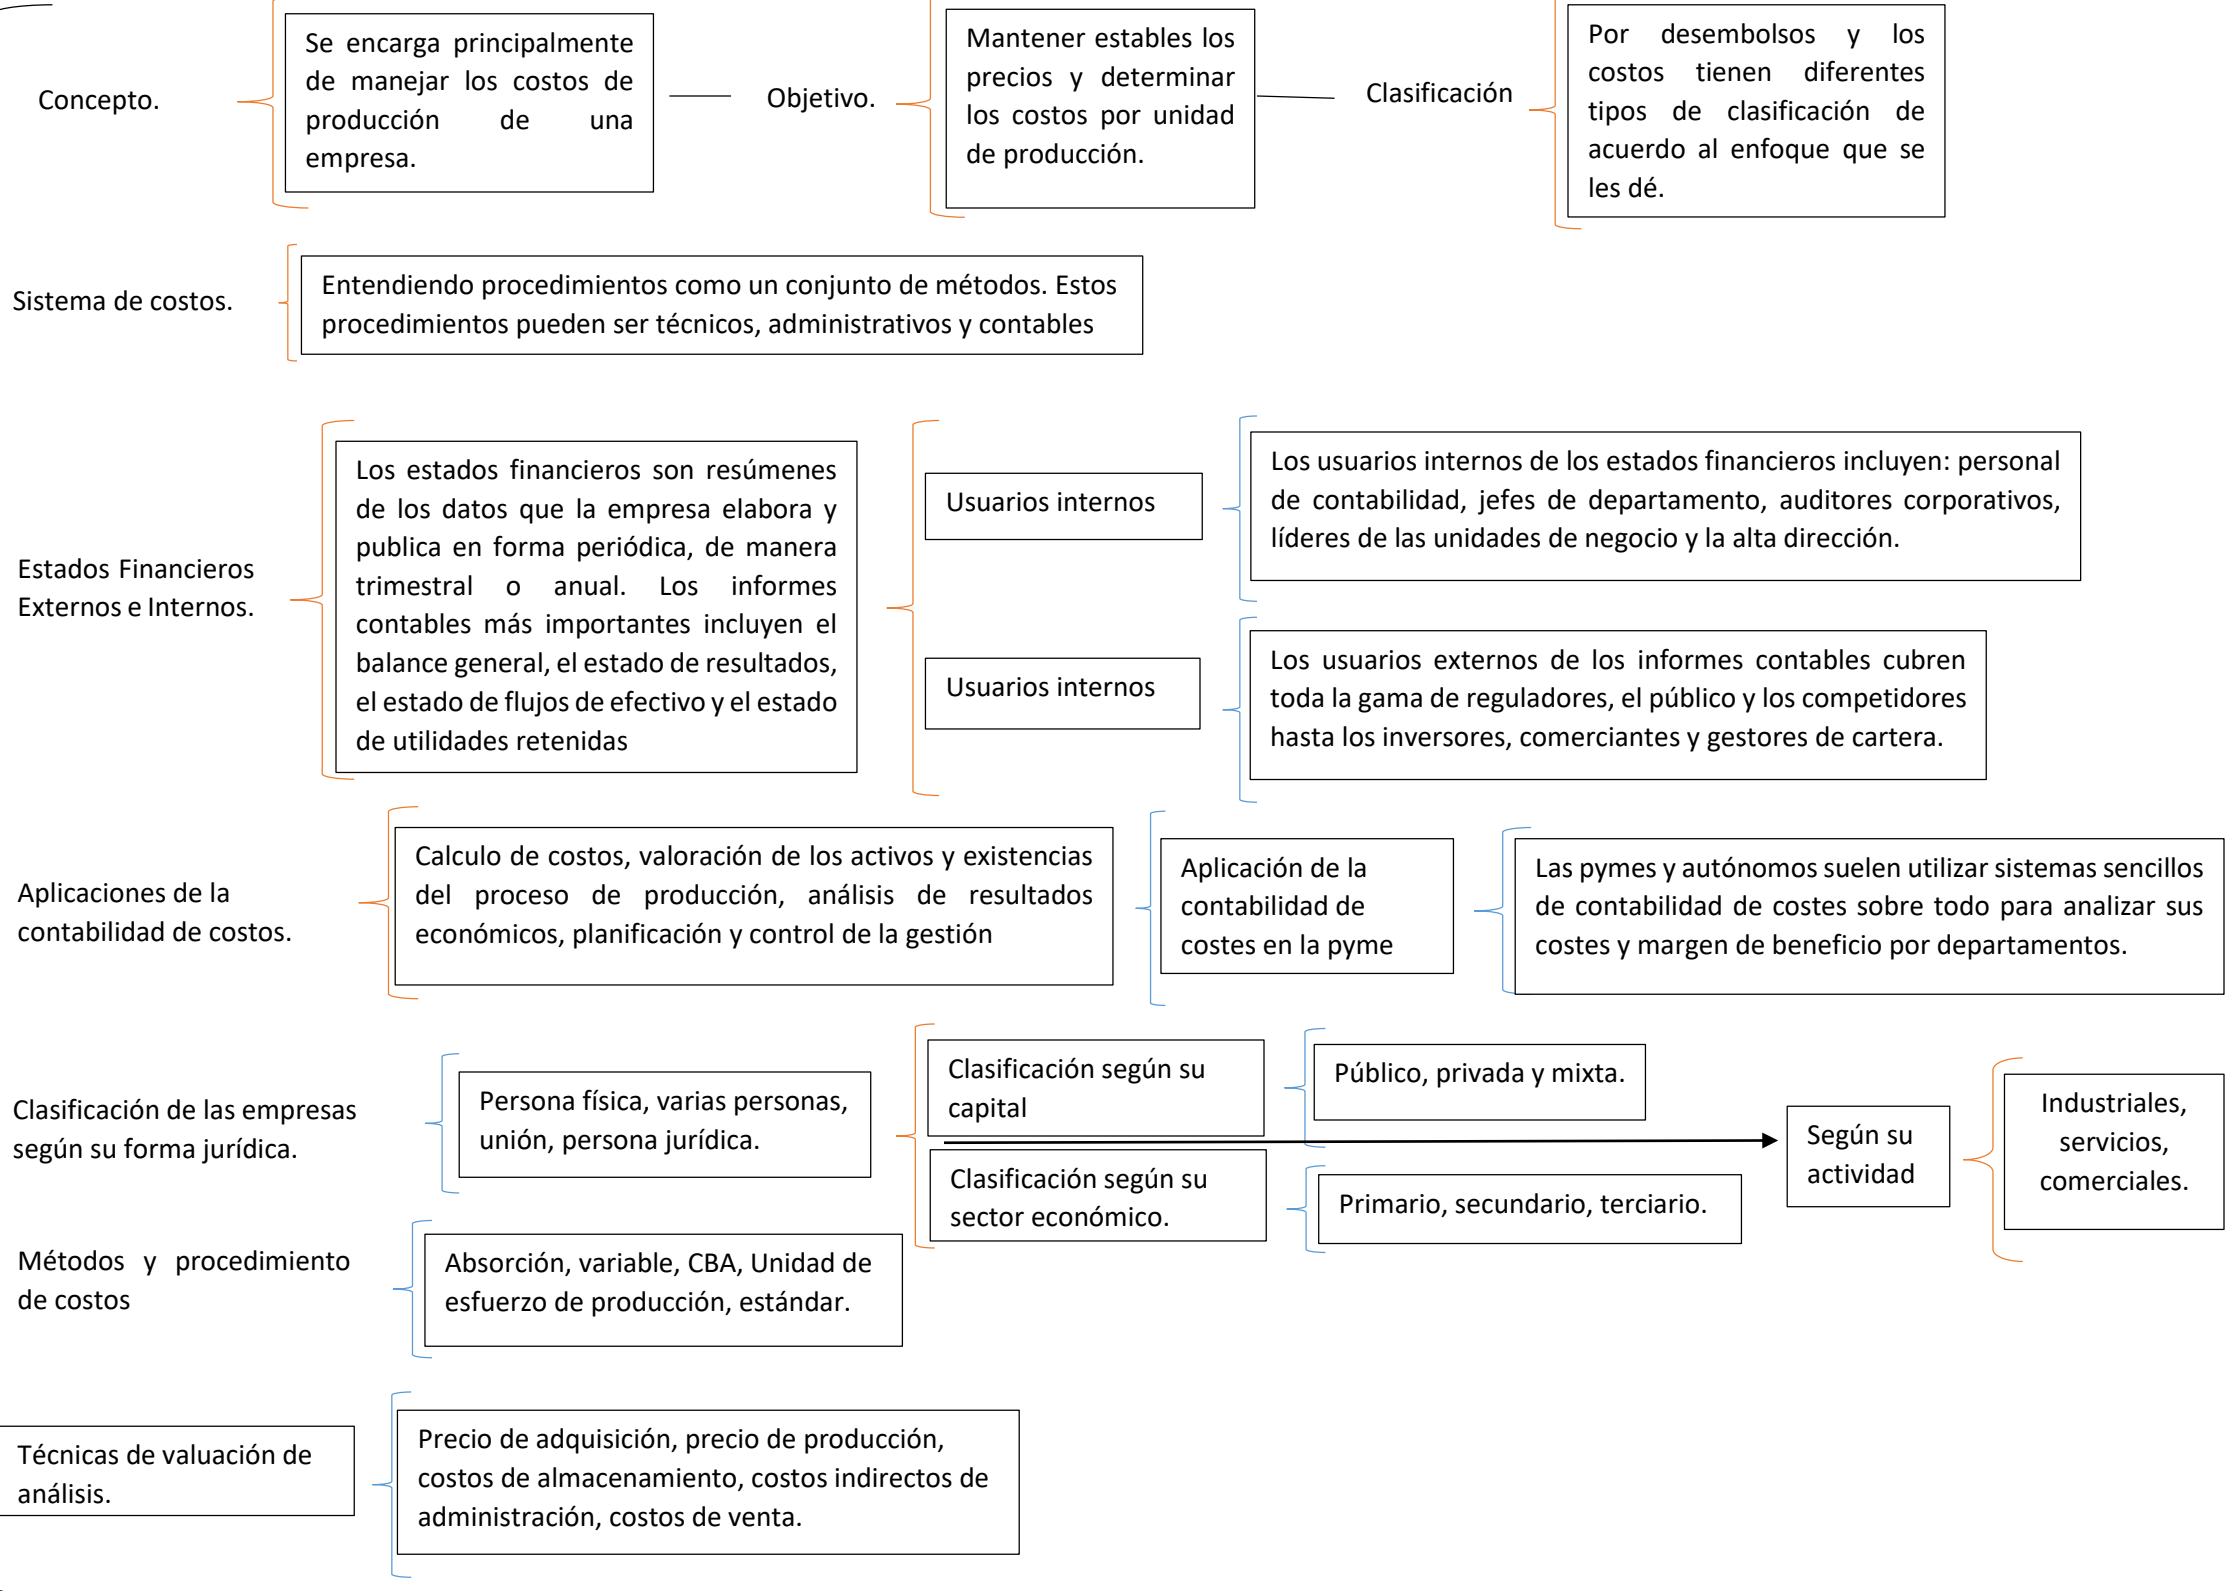 Concepto.
Se encarga principalmente
de manejar los costos de
producción de una
empresa.
Objetivo.
Mantener estables los
precios y determinar
los costos por unidad
de producción.
Clasificación
Por desembolsos y los
costos tienen diferentes
tipos de clasificación de
acuerdo al enfoque que se
les dé.
Sistema de costos.
Entendiendo procedimientos como un conjunto de métodos. Estos
procedimientos pueden ser técnicos, administrativos y contables
Estados Financieros
Externos e Internos.
Los estados financieros son resúmenes
de los datos que la empresa elabora y
publica en forma periódica, de manera
trimestral o anual. Los informes
contables más importantes incluyen el
balance general, el estado de resultados,
el estado de flujos de efectivo y el estado
de utilidades retenidas
Usuarios internos
Los usuarios internos de los estados financieros incluyen: personal
de contabilidad, jefes de departamento, auditores corporativos,
líderes de las unidades de negocio y la alta dirección.
Usuarios internos
Los usuarios externos de los informes contables cubren
toda la gama de reguladores, el público y los competidores
hasta los inversores, comerciantes y gestores de cartera.
Aplicaciones de la
contabilidad de costos.
Calculo de costos, valoración de los activos y existencias
del proceso de producción, análisis de resultados
económicos, planificación y control de la gestión
Aplicación de la
contabilidad de
costes en la pyme
Las pymes y autónomos suelen utilizar sistemas sencillos
de contabilidad de costes sobre todo para analizar sus
costes y margen de beneficio por departamentos.
Clasificación de las empresas
según su forma jurídica.
Persona física, varias personas,
unión, persona jurídica.
Clasificación según su
capital
Público, privada y mixta.
Clasificación según su
sector económico.
Primario, secundario, terciario.
Según su
actividad
Industriales,
servicios,
comerciales.
Métodos y procedimiento
de costos
Absorción, variable, CBA, Unidad de
esfuerzo de producción, estándar.
Técnicas de valuación de
análisis.
Precio de adquisición, precio de producción,
costos de almacenamiento, costos indirectos de
administración, costos de venta.